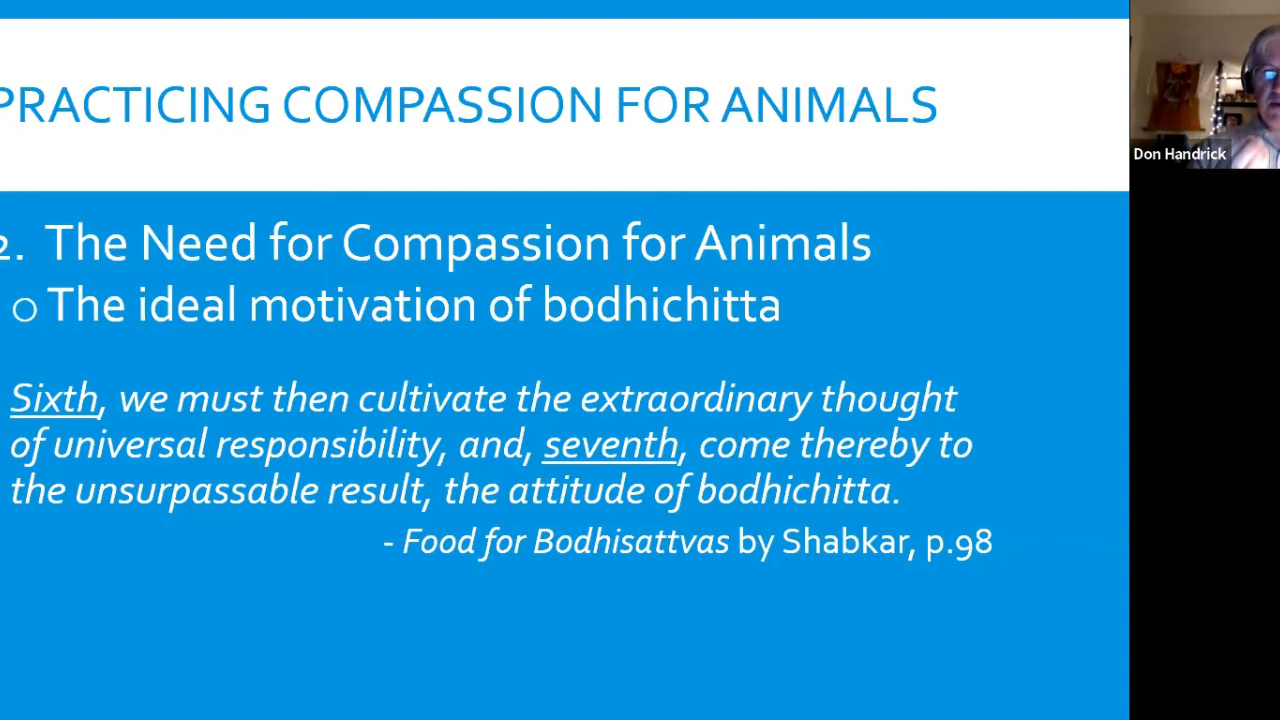 PRACTICING COMPASSION FOR ANIMALS
Don Handrick
2. The Need for Compassion for Animals
o The ideal motivation of bodhichitta
Sixth, we must then cultivate the extraordinary thought
of universal responsibility, and, seventh, come thereby to
the unsurpassable result, the attitude of bodhichitta.
- Food for Bodhisattvas by Shabkar, p.98